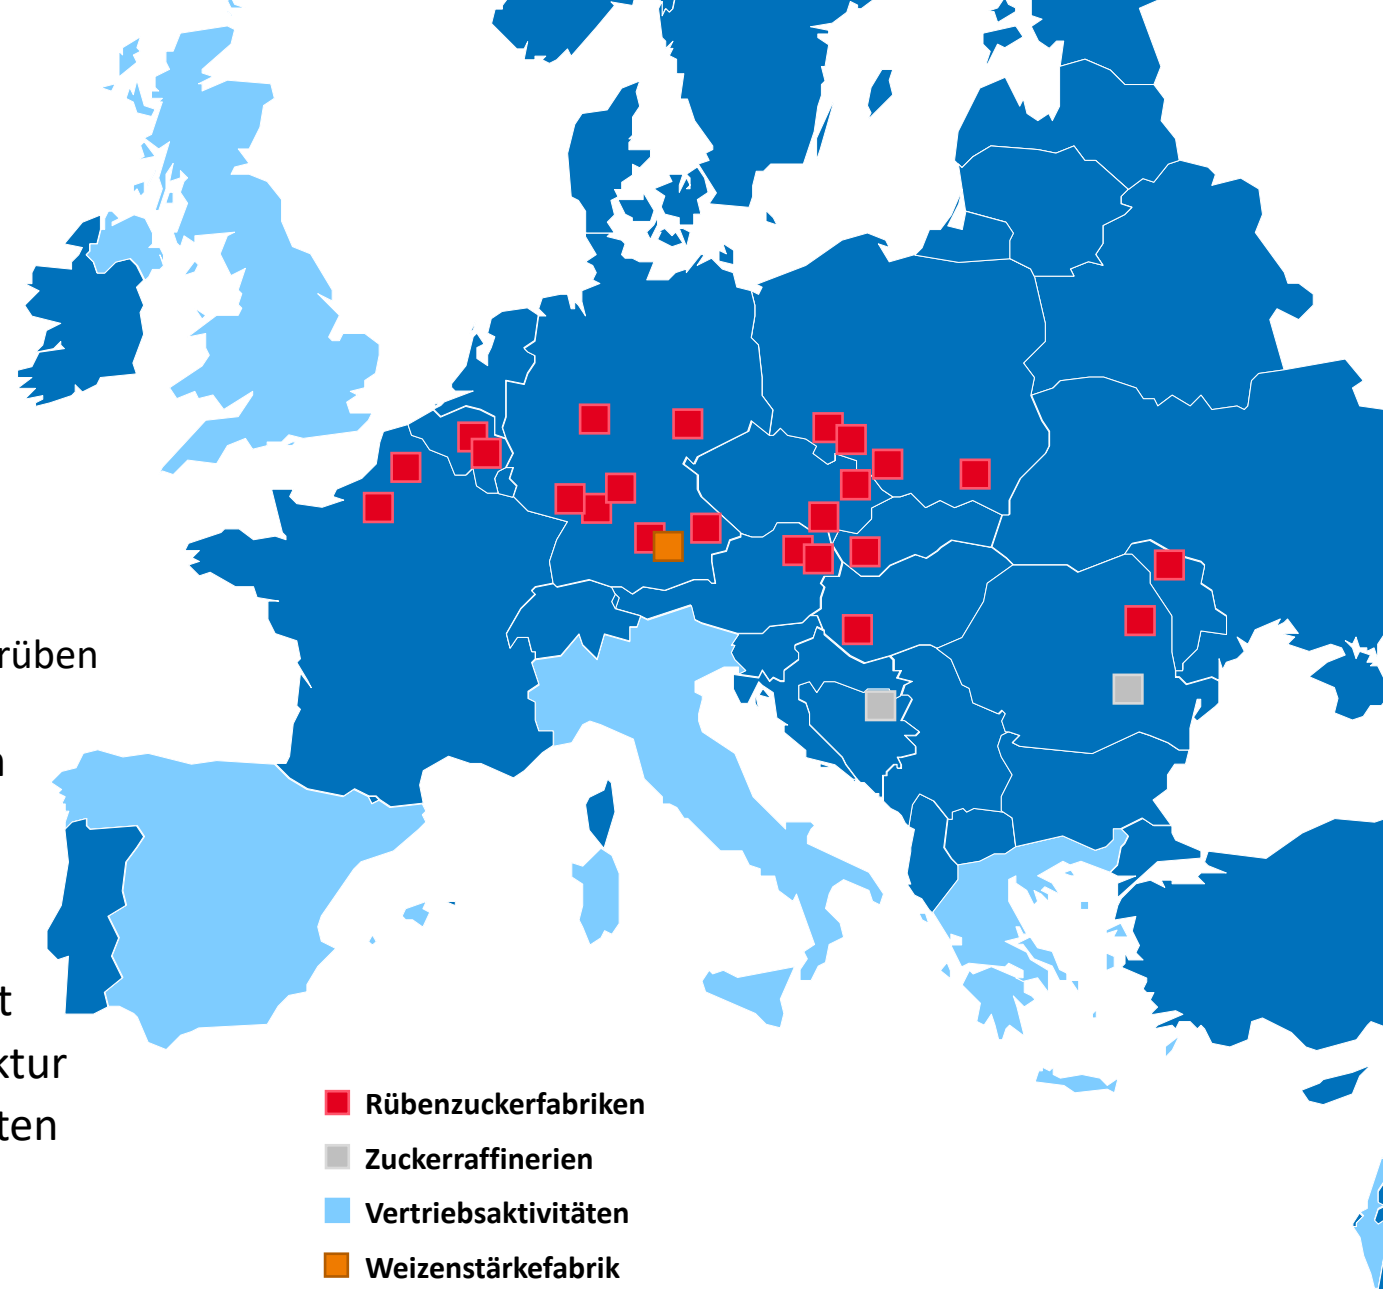 rüben
n
t
ktur
ten
Rübenzuckerfabriken
Zuckerraffinerien
Vertriebsaktivitäten
Weizenstärkefabrik